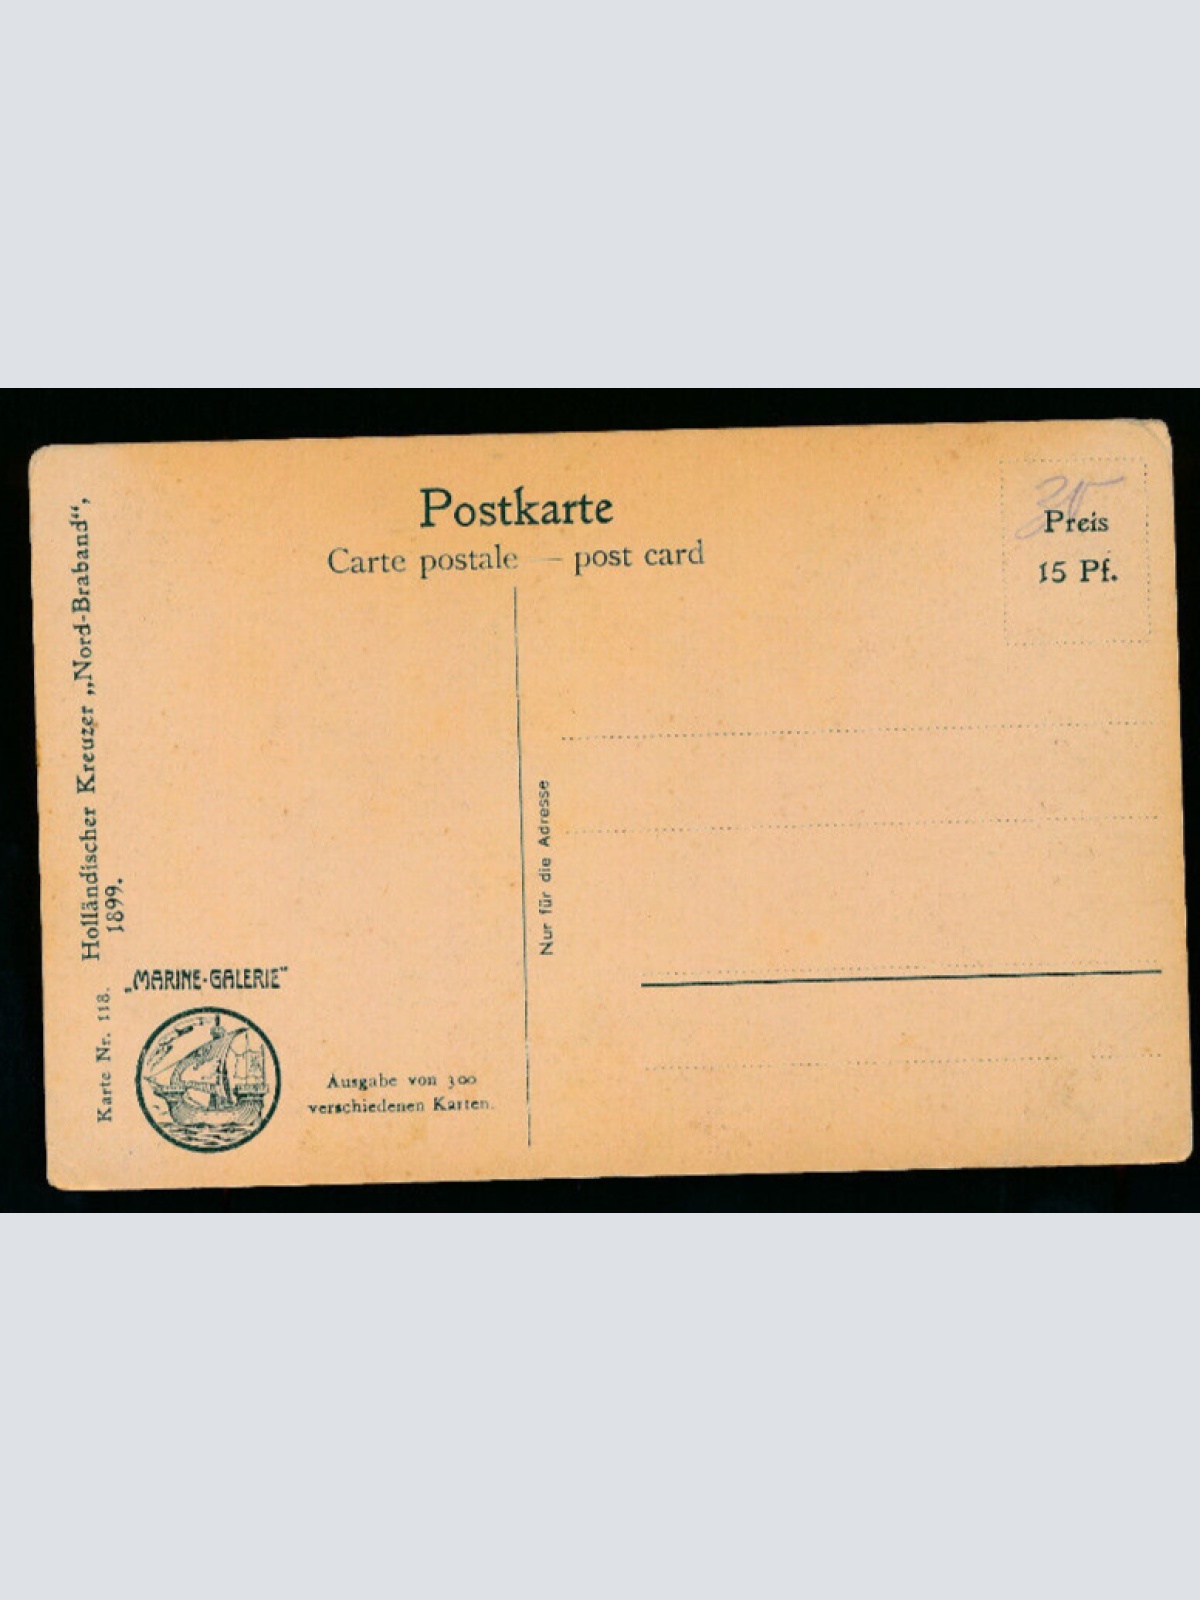 Postkarte
Carte postale — post card
Preis
15 Pf.
Nur für die Adresse
Karte Nr. 118. Holländischer Kreuzer „Nord-Braband“,
1899.
„MARINE-GALERIE“
Ausgabe von 300
verschiedenen Karten.